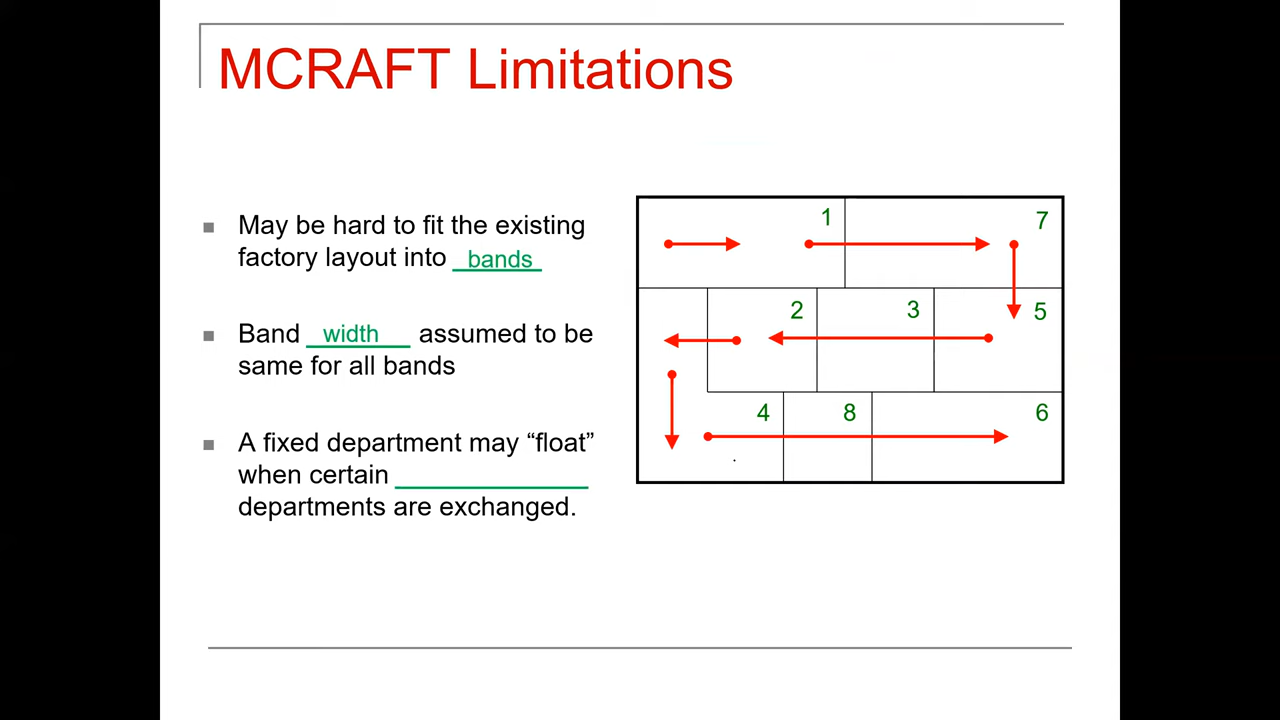 MCRAFT Limitations
May be hard to fit the existing
factory layout into bands
Band width assumed to be
same for all bands
A fixed department may “float”
when certain
departments are exchanged.
1 7
2 3 5
4 8 6